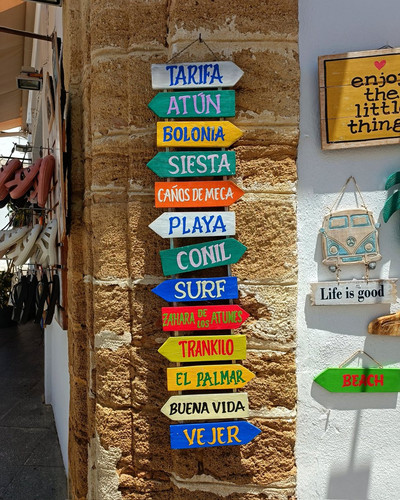 TARIFA
ATÚN
BOLONIA
SIESTA
CAÑOS DE MECA
PLAYA
CONIL
SURF
ZAHARA DE LOS ATUNES
TRANKILO
EL PALMAR
BUENA VIDA
VEJER
enjoy
the
little
things
Life is good
BEACH